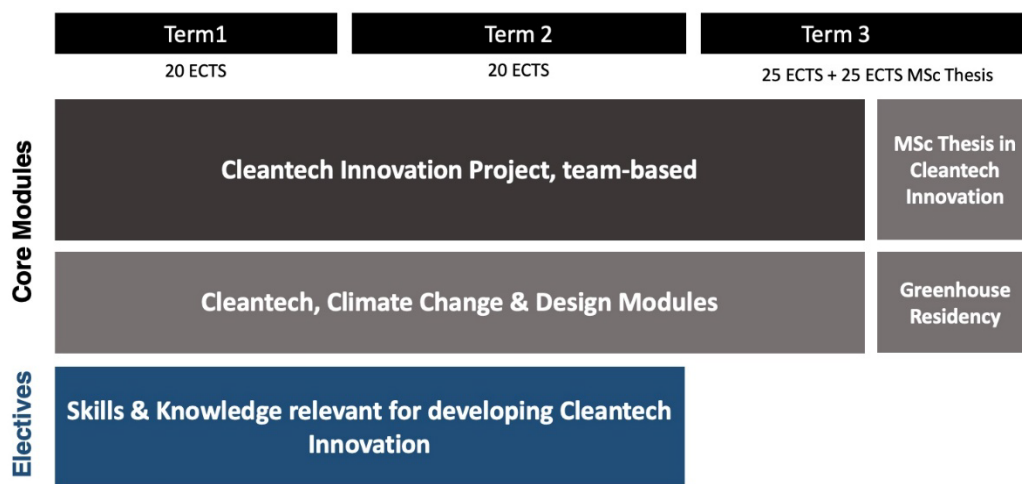 Term1
Term 2
Term 3
20 ECTS
20 ECTS
25 ECTS + 25 ECTS MSc Thesis
Core Modules
Cleantech Innovation Project, team-based
MSc Thesis in
Cleantech
Innovation
Cleantech, Climate Change & Design Modules
Greenhouse
Residency
Electives
Skills & Knowledge relevant for developing Cleantech
Innovation